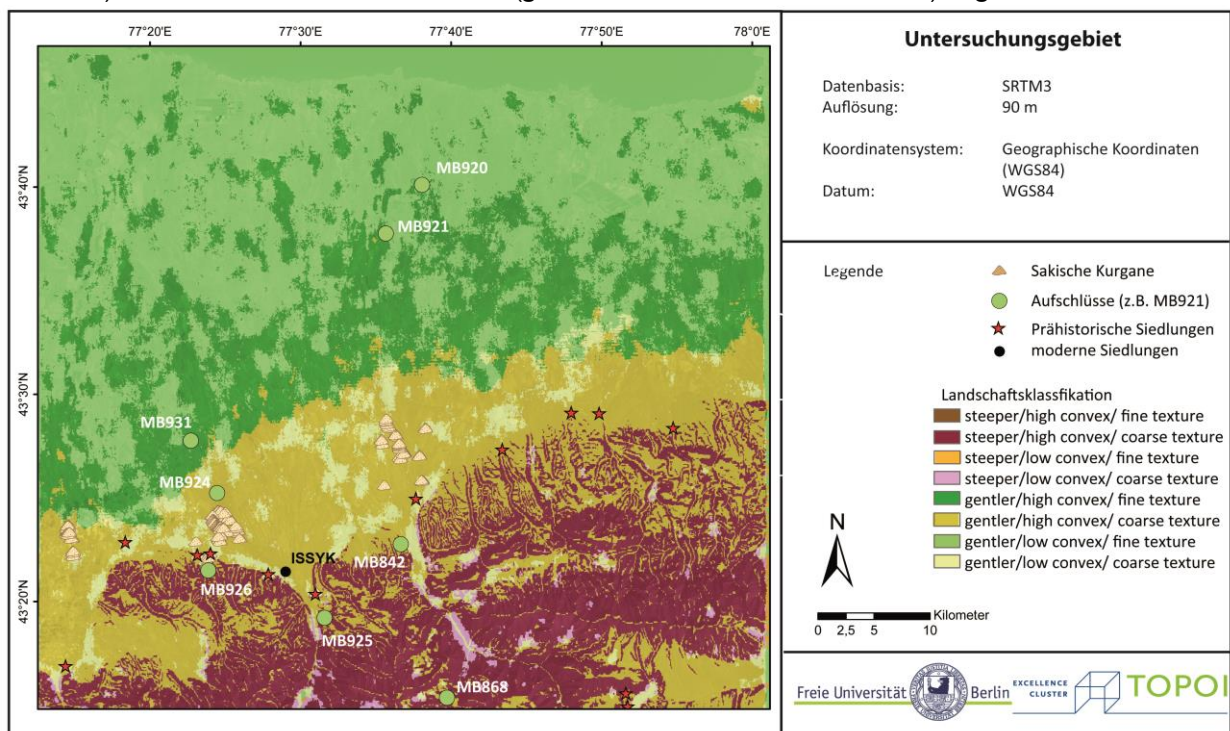 77°20'E 77°30'E 77°40'E 77°50'E 78°0'E
43°40'N
43°30'N
43°20'N
MB920
MB921
MB931
MB924
ISSYK
MB842
MB926
MB925
MB868
Untersuchungsgebiet
Datenbasis: SRTM3
Auflösung: 90 m
Koordinatensystem: Geographische Koordinaten
(WGS84)
Datum: WGS84
Legende
Sakische Kurgane
Aufschlüsse (z.B. MB921)
Prähistorische Siedlungen
moderne Siedlungen
Landschaftsklassfikation
steeper/high convex/ fine texture
steeper/high convex/ coarse texture
steeper/low convex/ fine texture
steeper/low convex/ coarse texture
gentler/high convex/ fine texture
gentler/high convex/ coarse texture
gentler/low convex/ fine texture
gentler/low convex/ coarse texture
N
Kilometer
0 2,5 5 10
Freie Universität Berlin
EXCELLENCE
CLUSTER
TOPOI